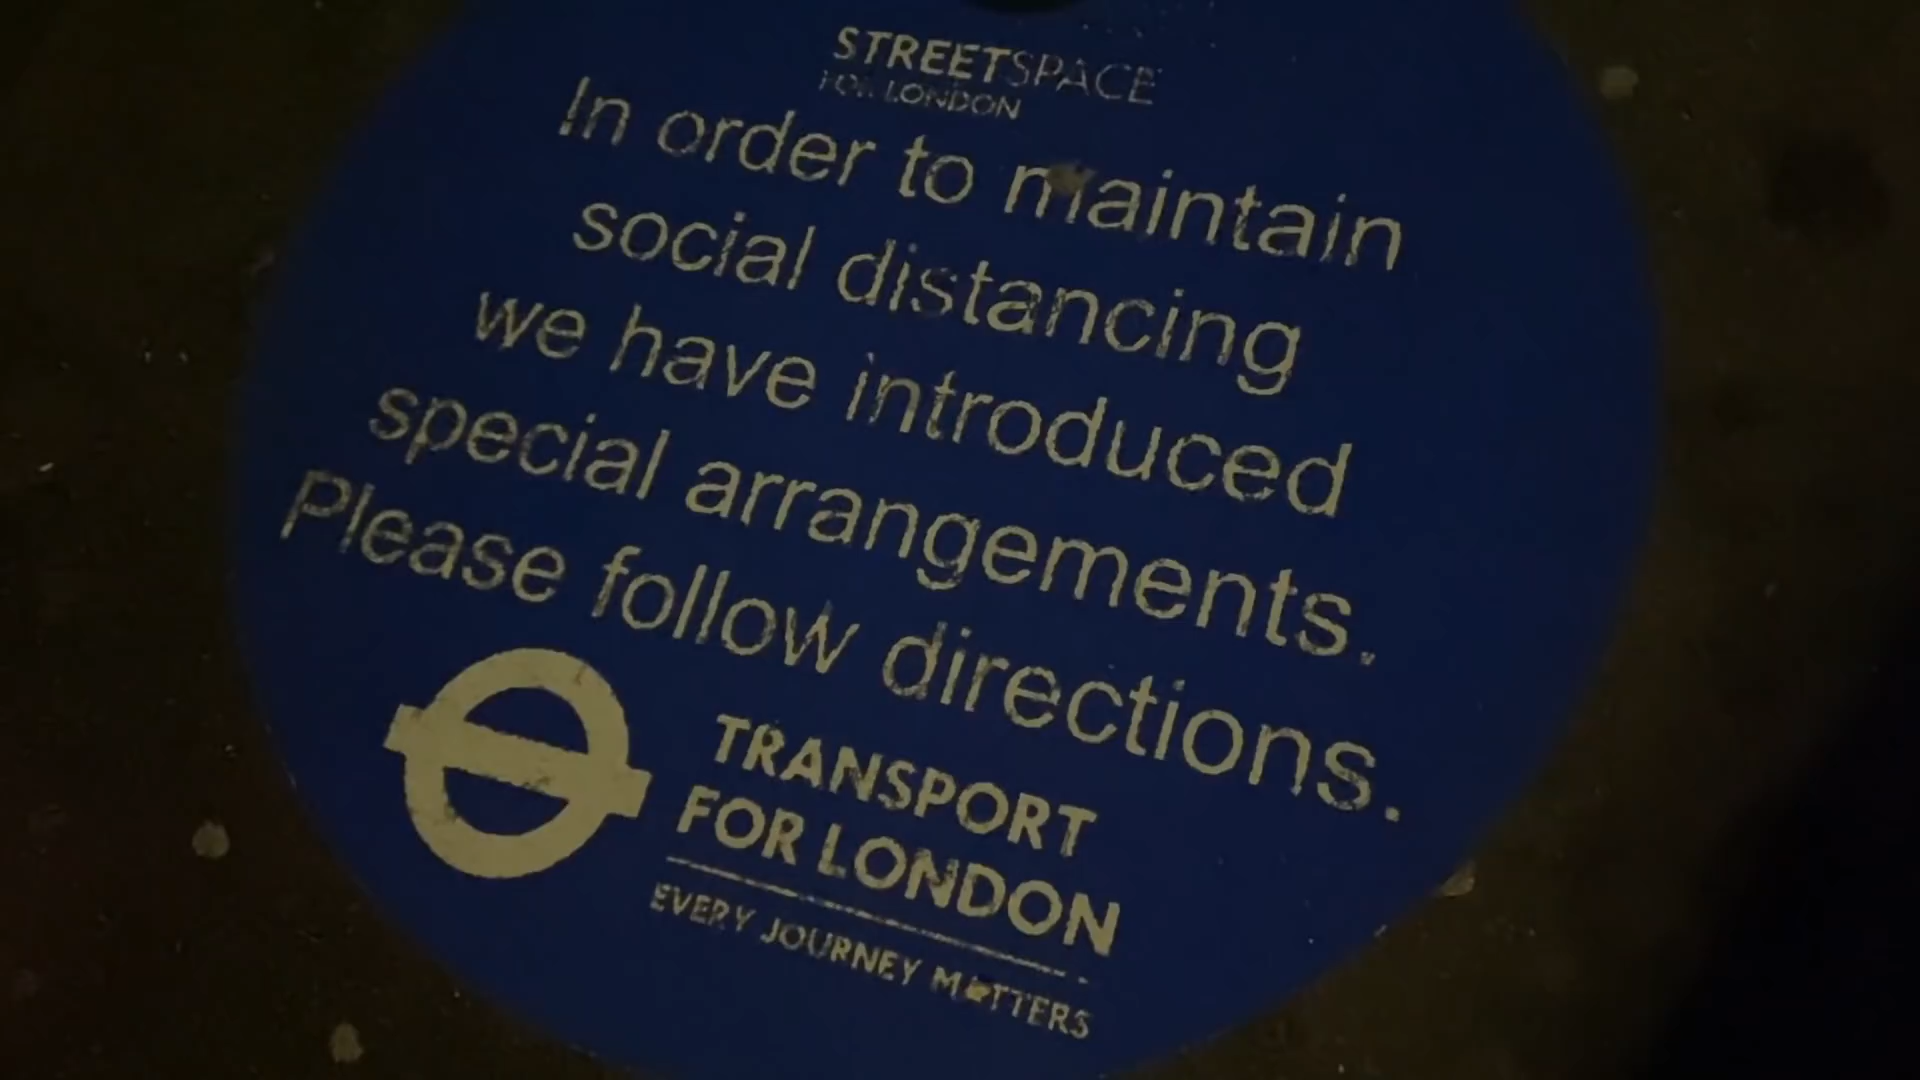 STREETSPACE
FOR LONDON
In order to maintain
social distancing
we have introduced
special arrangements.
Please follow directions.
TRANSPORT
FOR LONDON
EVERY JOURNEY MATTERS